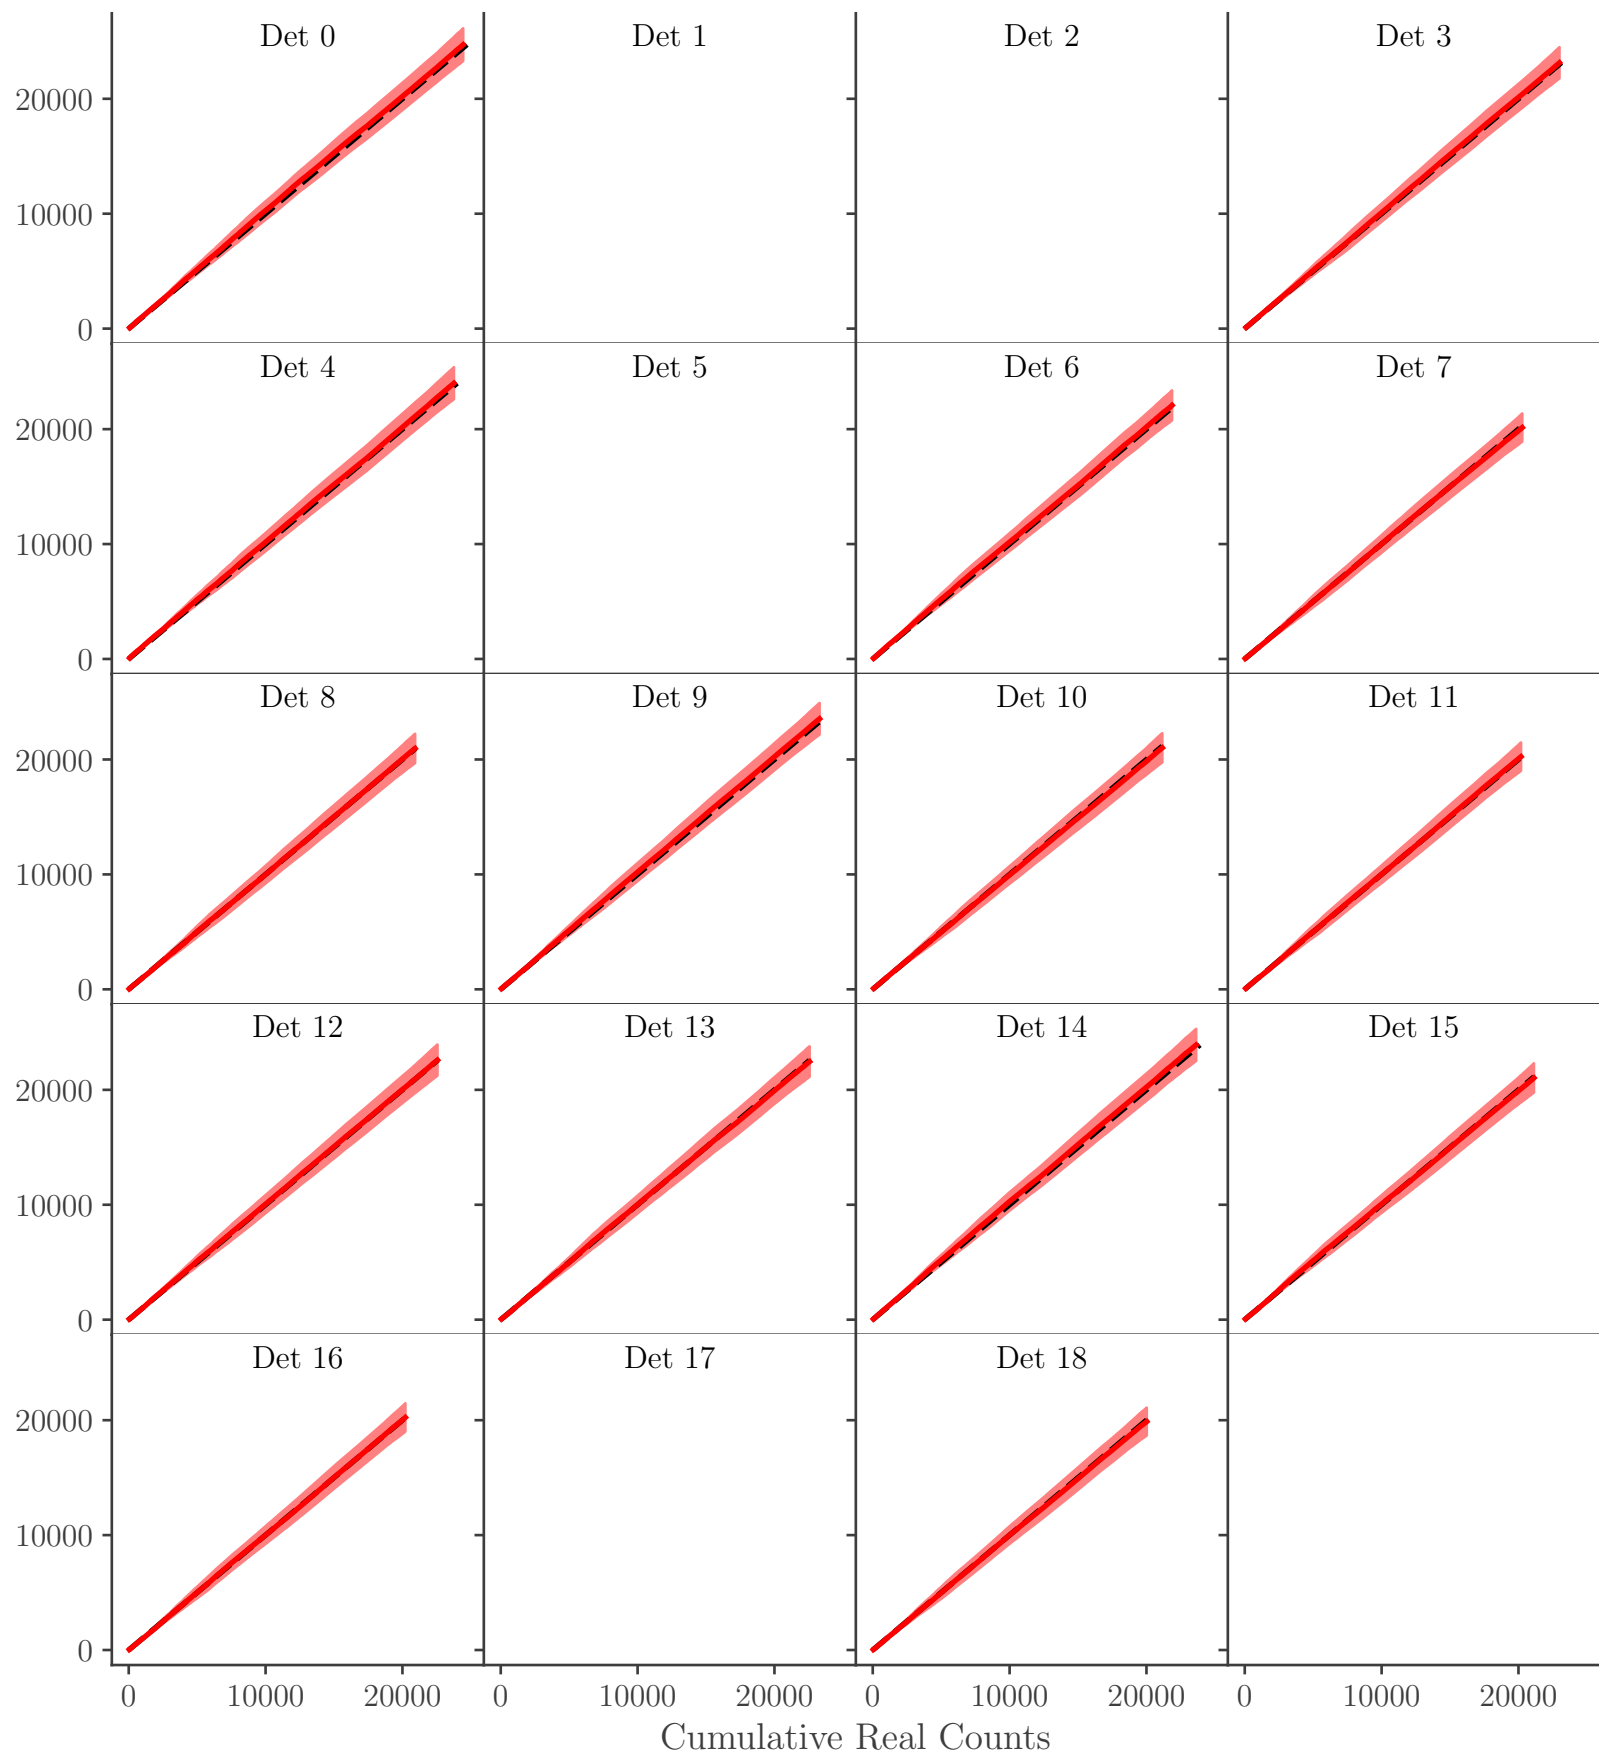 Det 0 Det 1 Det 2 Det 3
20000
10000
0
Det 4 Det 5 Det 6 Det 7
20000
10000
0
Det 8 Det 9 Det 10 Det 11
20000
10000
0
Det 12 Det 13 Det 14 Det 15
20000
10000
0
Det 16 Det 17 Det 18
20000
10000
0
0 10000 20000 0 10000 20000 0 10000 20000 0 10000 20000
Cumulative Real Counts